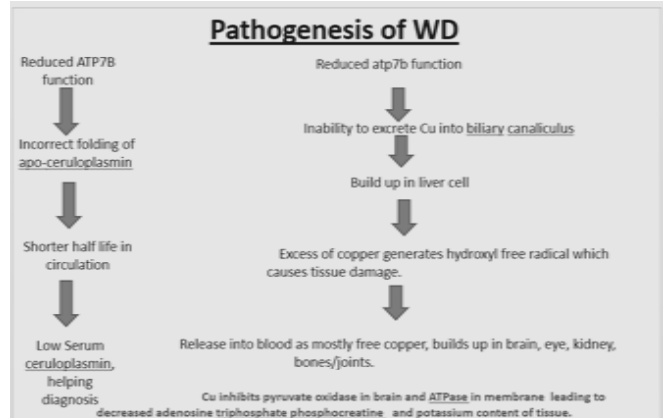 Pathogenesis of WD
Reduced ATP7B
function
Incorrect folding of
apo-ceruloplasmin
Shorter half life in
circulation
Low Serum
ceruloplasmin,
helping
diagnosis
Reduced atp7b function
Inability to excrete Cu into biliary canaliculus
Build up in liver cell
Excess of copper generates hydroxyl free radical which
causes tissue damage.
Release into blood as mostly free copper, builds up in brain, eye, kidney,
bones/joints.
Cu inhibits pyruvate oxidase in brain and ATPase in membrane leading to
decreased adenosine triphosphate phosphocreatine and potassium content of tissue.